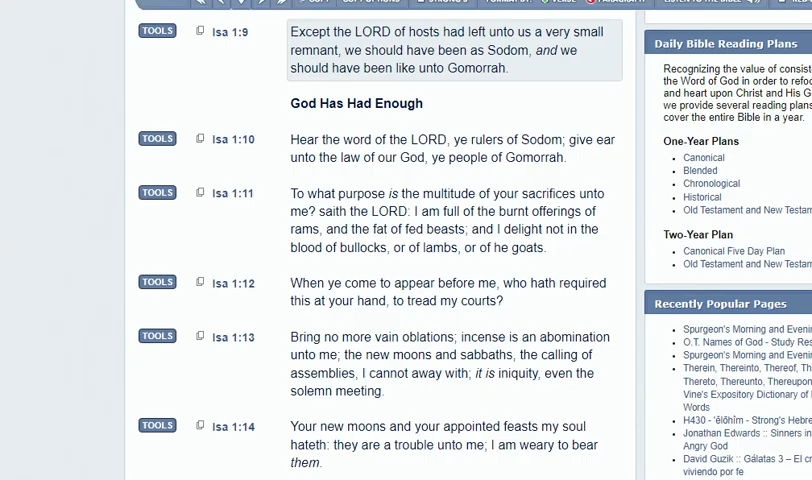 TOOLS Isa 1:9 Except the LORD of hosts had left unto us a very small
remnant, we should have been as Sodom, and we
should have been like unto Gomorrah.
God Has Had Enough
TOOLS Isa 1:10 Hear the word of the LORD, ye rulers of Sodom; give ear
unto the law of our God, ye people of Gomorrah.
TOOLS Isa 1:11 To what purpose is the multitude of your sacrifices unto
me? saith the LORD: I am full of the burnt offerings of
rams, and the fat of fed beasts; and I delight not in the
blood of bullocks, or of lambs, or of he goats.
TOOLS Isa 1:12 When ye come to appear before me, who hath required
this at your hand, to tread my courts?
TOOLS Isa 1:13 Bring no more vain oblations; incense is an abomination
unto me; the new moons and sabbaths, the calling of
assemblies, I cannot away with; it is iniquity, even the
solemn meeting.
TOOLS Isa 1:14 Your new moons and your appointed feasts my soul
hateth: they are a trouble unto me; I am weary to bear
them.
Daily Bible Reading Plans
Recognizing the value of consist
the Word of God in order to refoc
and heart upon Christ and His G
we provide several reading plans
cover the entire Bible in a year.
One-Year Plans
Canonical
Blended
Chronological
Historical
Old Testament and New Testam
Two-Year Plan
Canonical Five Day Plan
Old Testament and New Testam
Recently Popular Pages
Spurgeon's Morning and Evenin
O.T. Names of God - Study Res
Spurgeon's Morning and Evenin
Therein, Thereinto, Thereof, Th
Thereto, Thereunto, Thereupon
Vine's Expository Dictionary of
Words
H430 - 'ĕlōhîm - Strong's Hebre
Jonathan Edwards :: Sinners in
Angry God
David Guzik :: Gálatas 3 – El cr
viviendo por fe